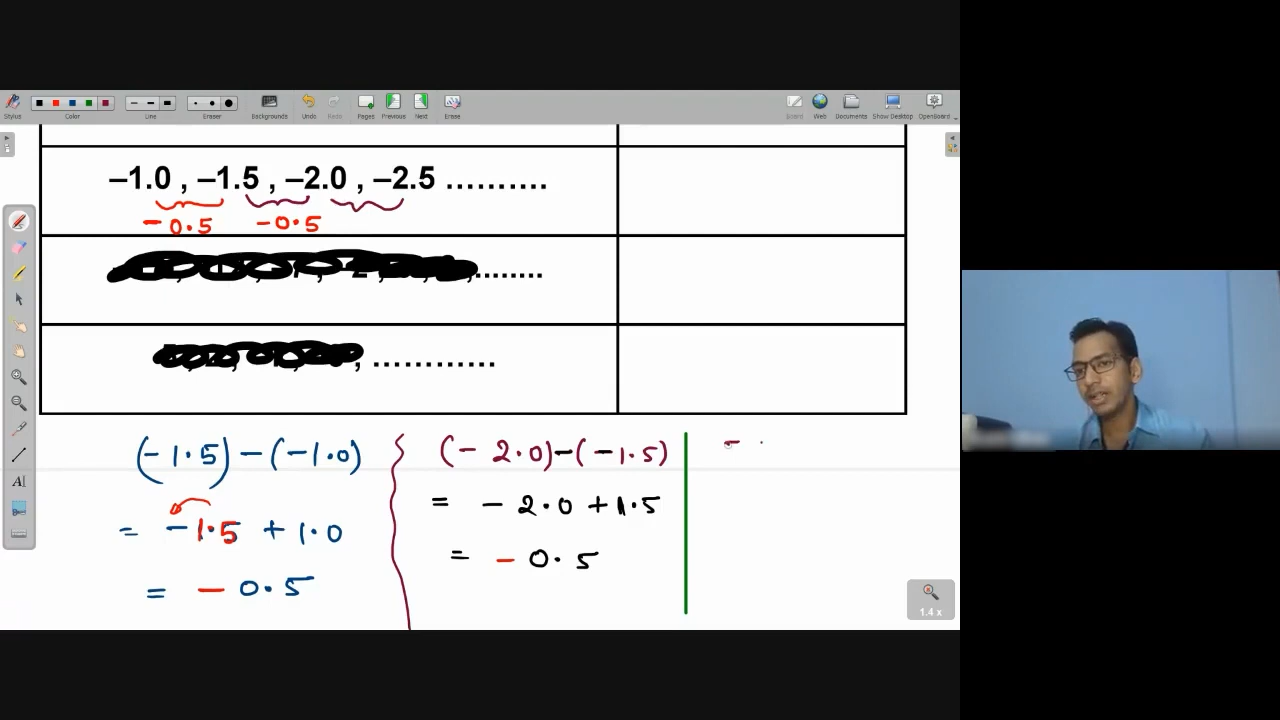 Stylus Color Line Eraser Backgrounds Undo Redo Pages Previous Next Erase Board Web Documents Show Desktop OpenBoard
–1.0 , –1.5 , –2.0 , –2.5 ..........
- 0.5 - 0.5
(-1.5) - (-1.0)
= -1.5 + 1.0
= - 0.5
(- 2.0) - (-1.5)
= - 2.0 + 1.5
= - 0.5
-
1.4 x